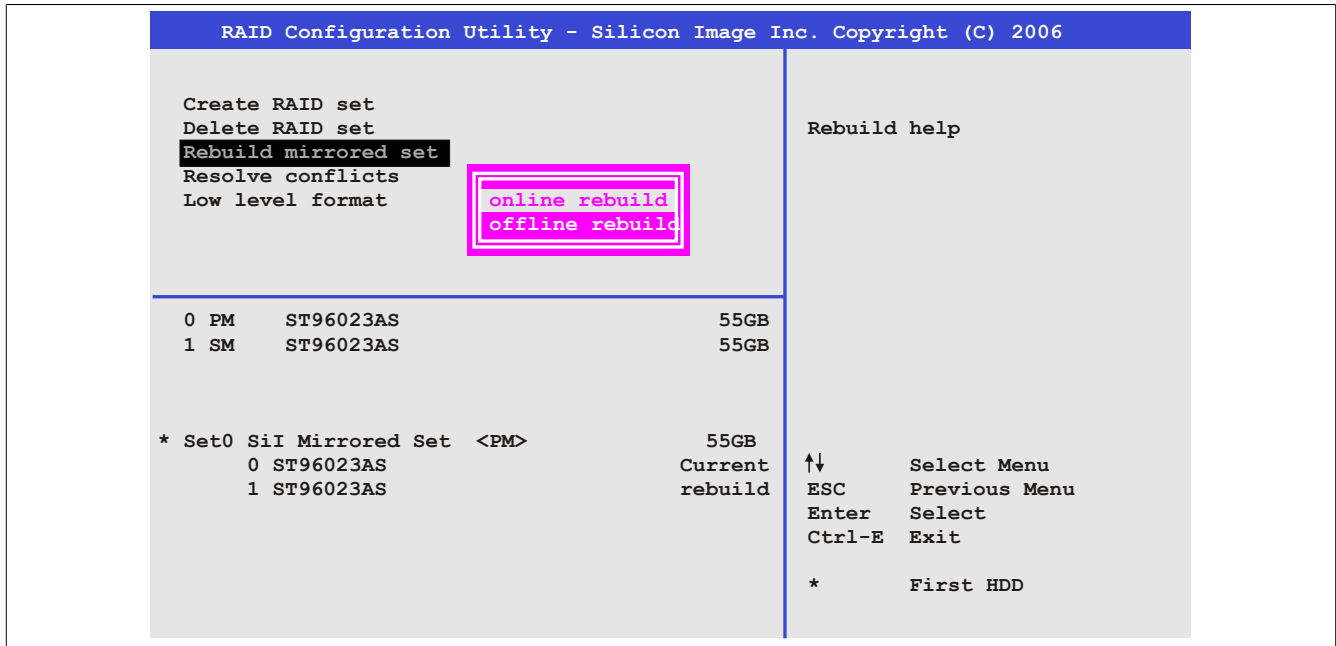 RAID Configuration Utility - Silicon Image Inc. Copyright (C) 2006
Create RAID set
Delete RAID set
Rebuild mirrored set
Resolve conflicts
Low level format
online rebuild
offline rebuild
Rebuild help
0 PM ST96023AS 55GB
1 SM ST96023AS 55GB
* Set0 SiI Mirrored Set <PM> 55GB
0 ST96023AS Current
1 ST96023AS rebuild
↑↓ Select Menu
ESC Previous Menu
Enter Select
Ctrl-E Exit
* First HDD